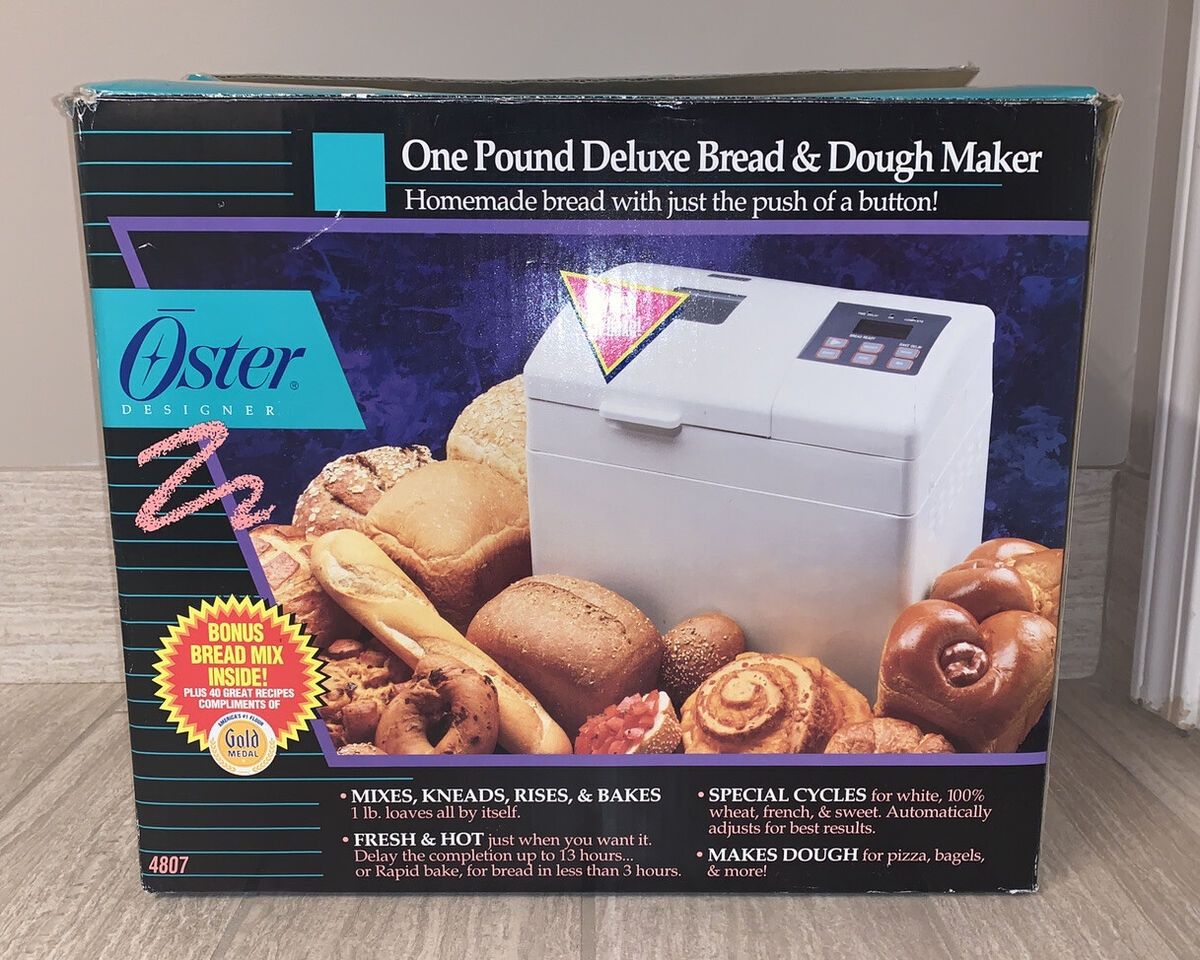 One Pound Deluxe Bread & Dough Maker
Homemade bread with just the push of a button!
Oster®
DESIGNER
BONUS
BREAD MIX
INSIDE!
PLUS 40 GREAT RECIPES
COMPLIMENTS OF
AMERICA'S #1 FLOUR
Gold
MEDAL
4807
• MIXES, KNEADS, RISES, & BAKES
1 lb. loaves all by itself.
• FRESH & HOT just when you want it.
Delay the completion up to 13 hours...
or Rapid bake, for bread in less than 3 hours.
• SPECIAL CYCLES for white, 100%
wheat, french, & sweet. Automatically
adjusts for best results.
• MAKES DOUGH for pizza, bagels,
& more!